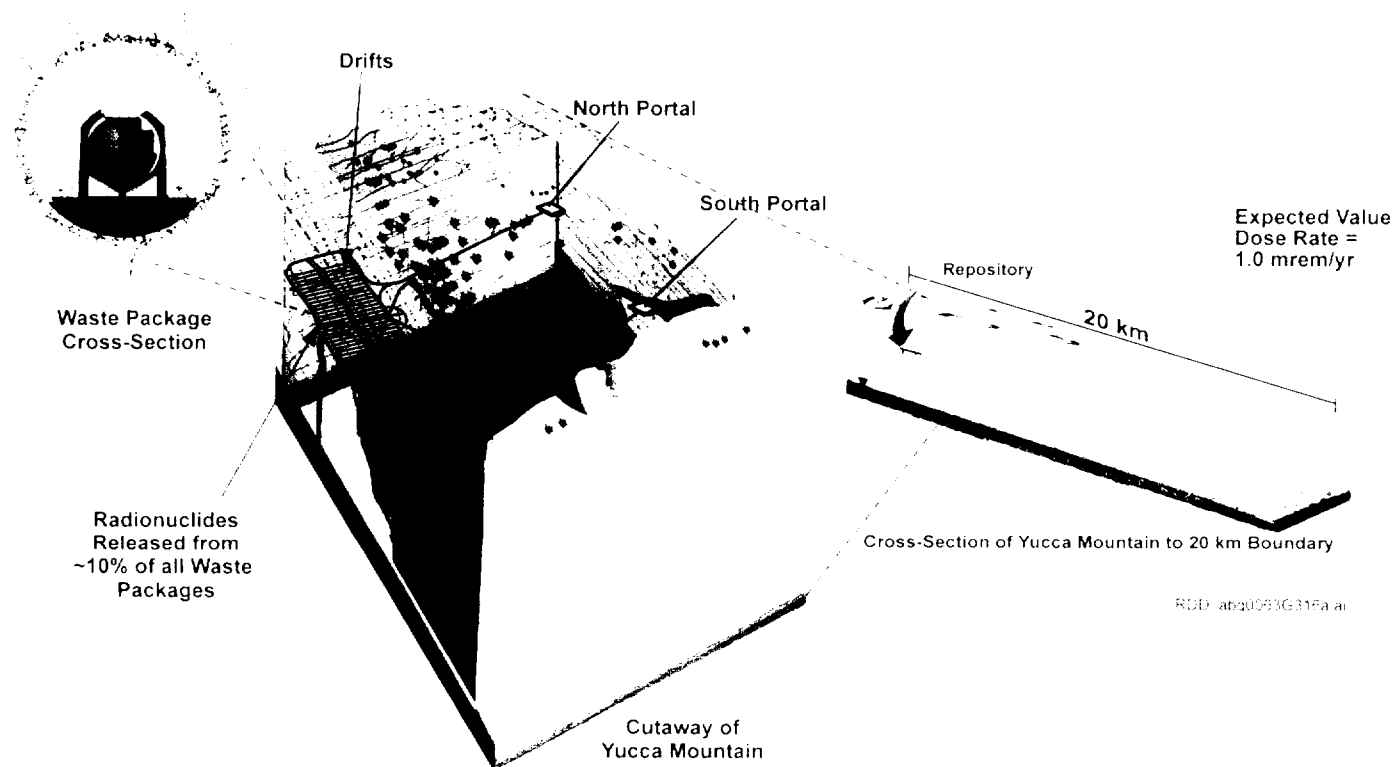 Drifts
North Portal
South Portal
Waste Package
Cross-Section
Repository
20 km
Expected Value
Dose Rate =
1.0 mrem/yr
Radionuclides
Released from
~10% of all Waste
Packages
Cross-Section of Yucca Mountain to 20 km Boundary
Cutaway of
Yucca Mountain